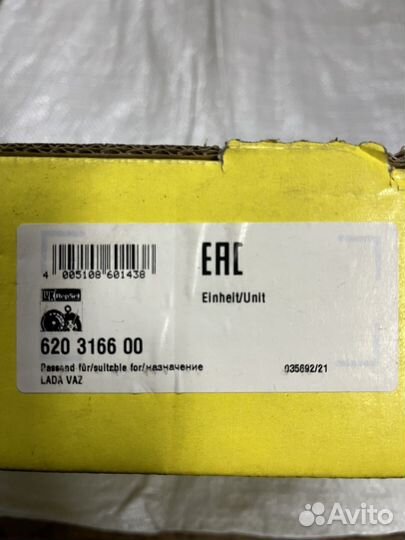 EAC
4 005108 601438
Einheit/Unit
LuK RepSet
620 3166 00
Passend für/suitable for/назначение
LADA VAZ
035692/21
Avito